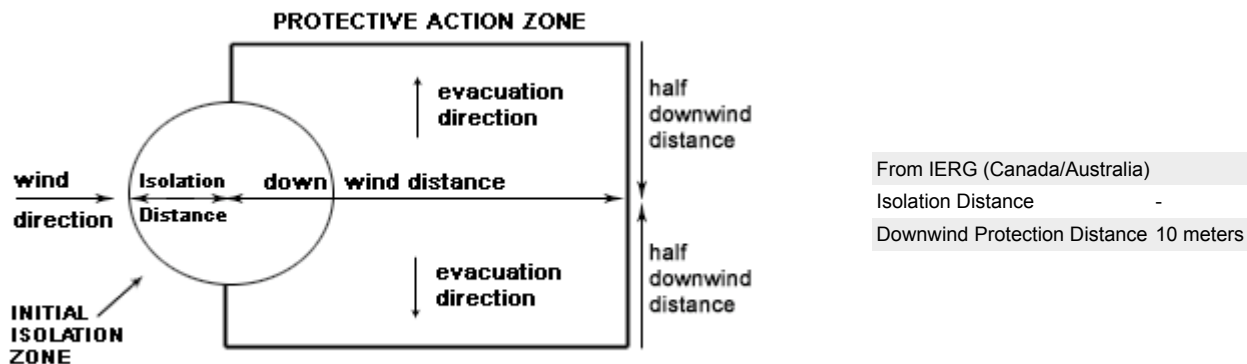 PROTECTIVE ACTION ZONE
evacuation
direction
half
downwind
distance
wind
direction
Isolation
Distance
down wind distance
evacuation
direction
half
downwind
distance
INITIAL
ISOLATION
ZONE
From IERG (Canada/Australia)
Isolation Distance -
Downwind Protection Distance 10 meters